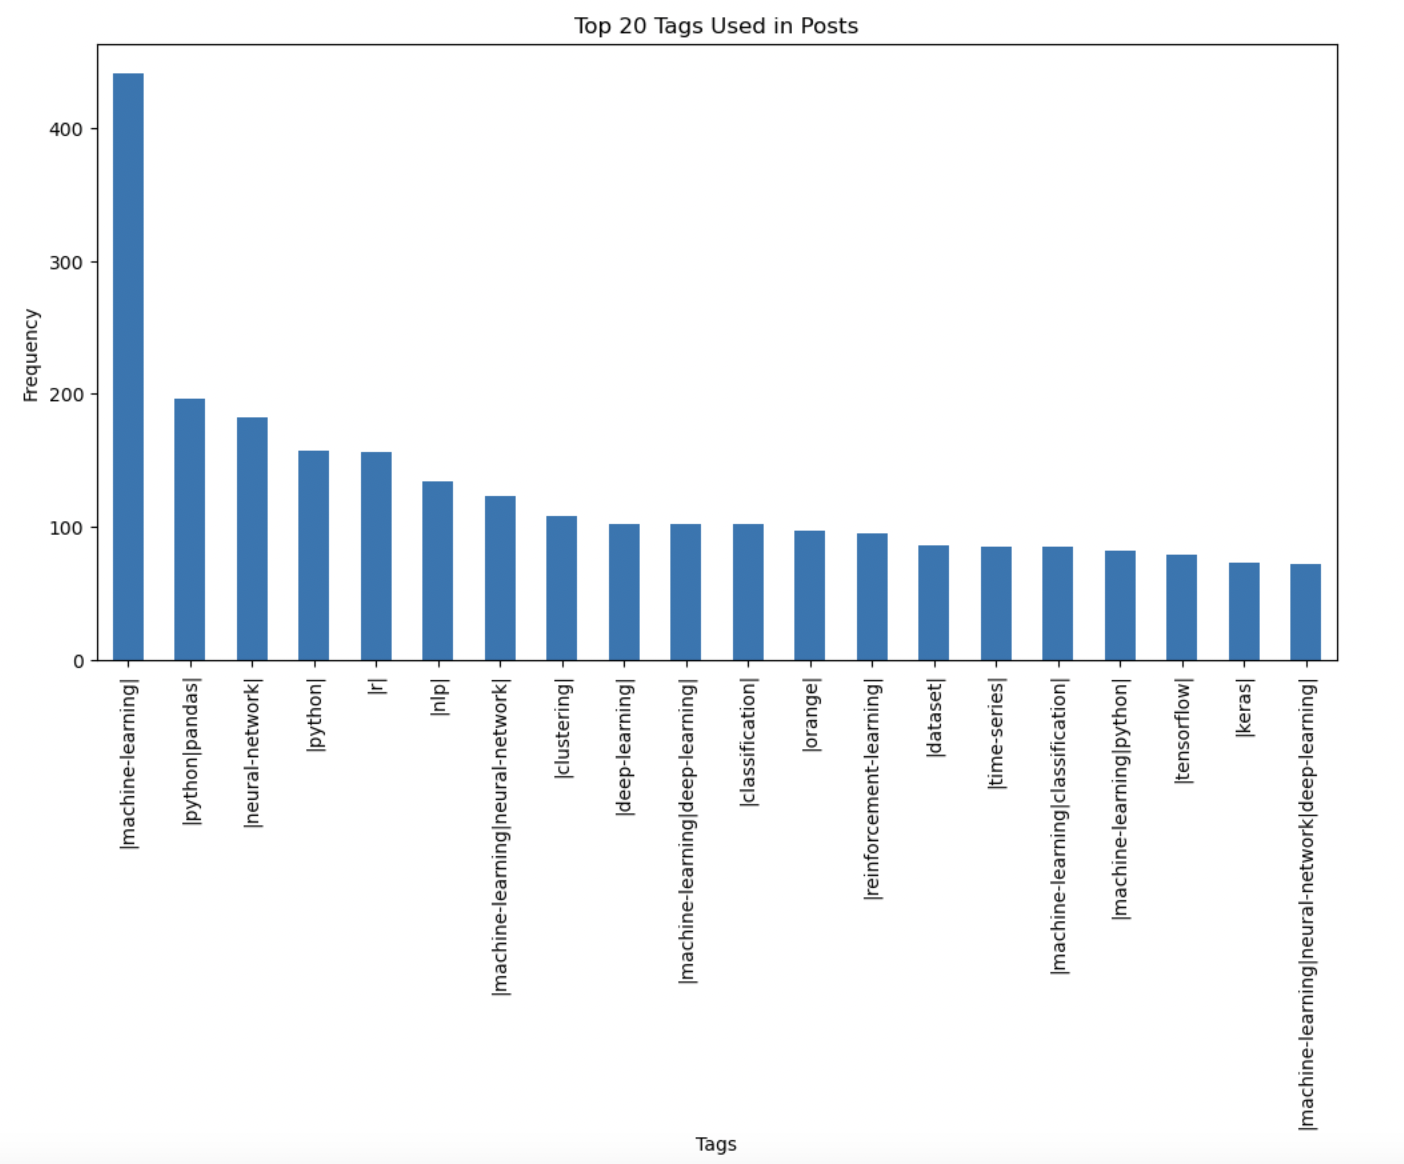 Top 20 Tags Used in Posts
Frequency
400
300
200
100
0
|machine-learning|
|python|pandas|
|neural-network|
|python|
|r|
|nlp|
|machine-learning|neural-network|
|clustering|
|deep-learning|
|machine-learning|deep-learning|
|classification|
|orange|
|reinforcement-learning|
|dataset|
|time-series|
|machine-learning|classification|
|machine-learning|python|
|tensorflow|
|keras|
|machine-learning|neural-network|deep-learning|
Tags